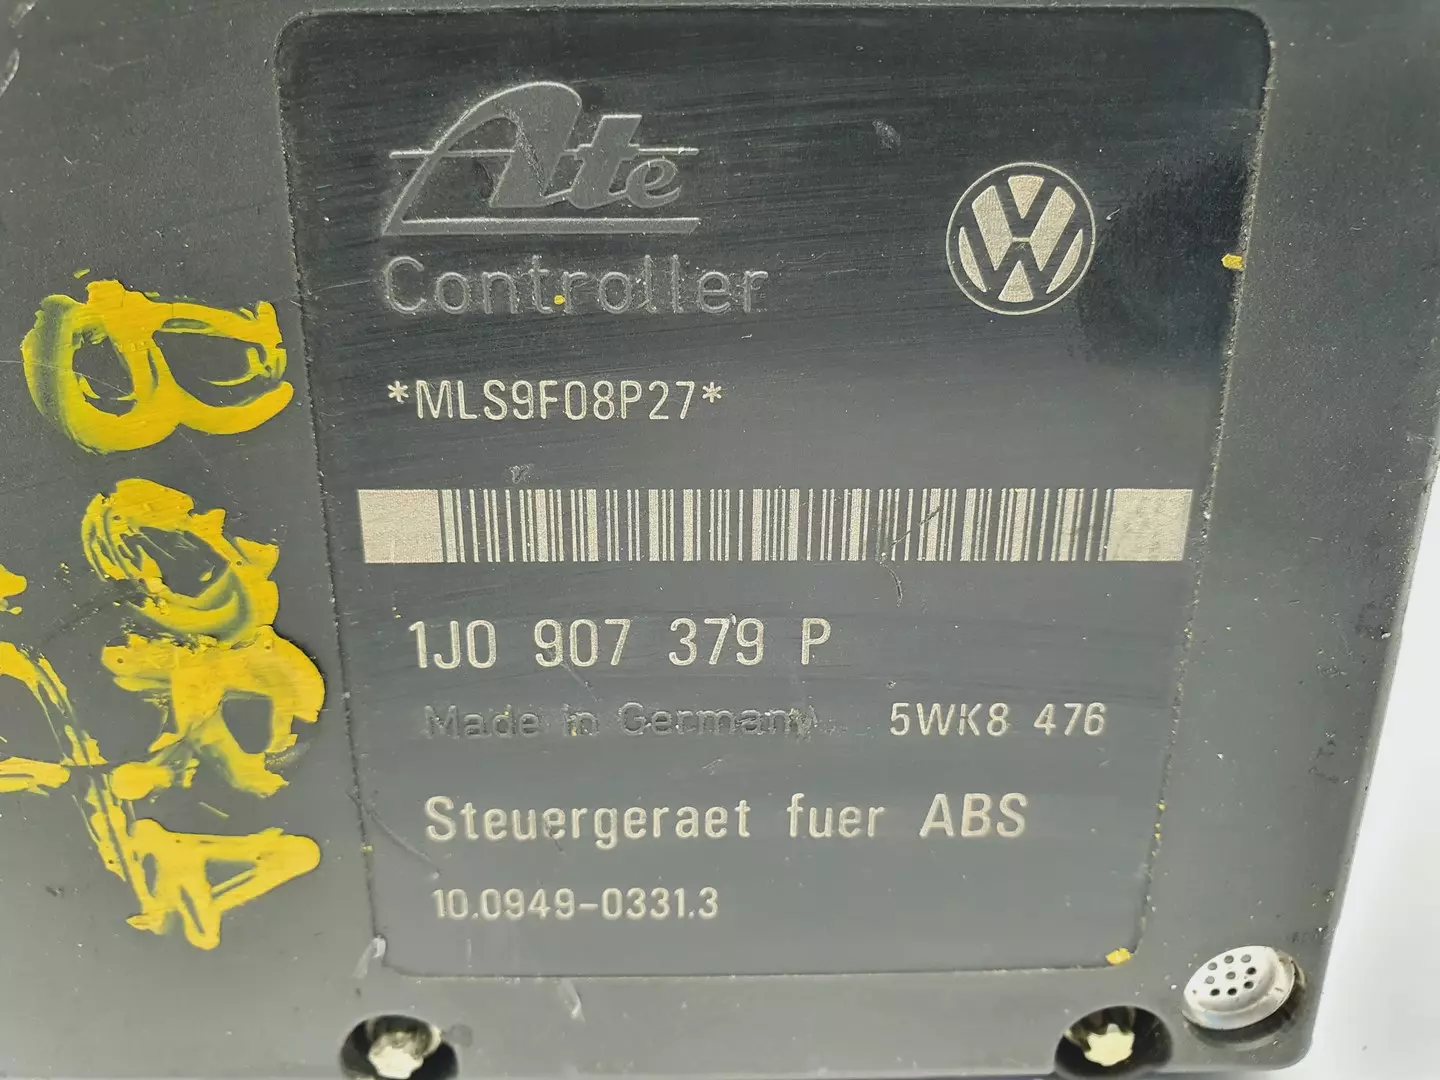 Ate
Controller
*MLS9F08P27*
1J0 907 379 P
Made in Germany
5WK8 476
Steuergeraet fuer ABS
10.0949-0331.3